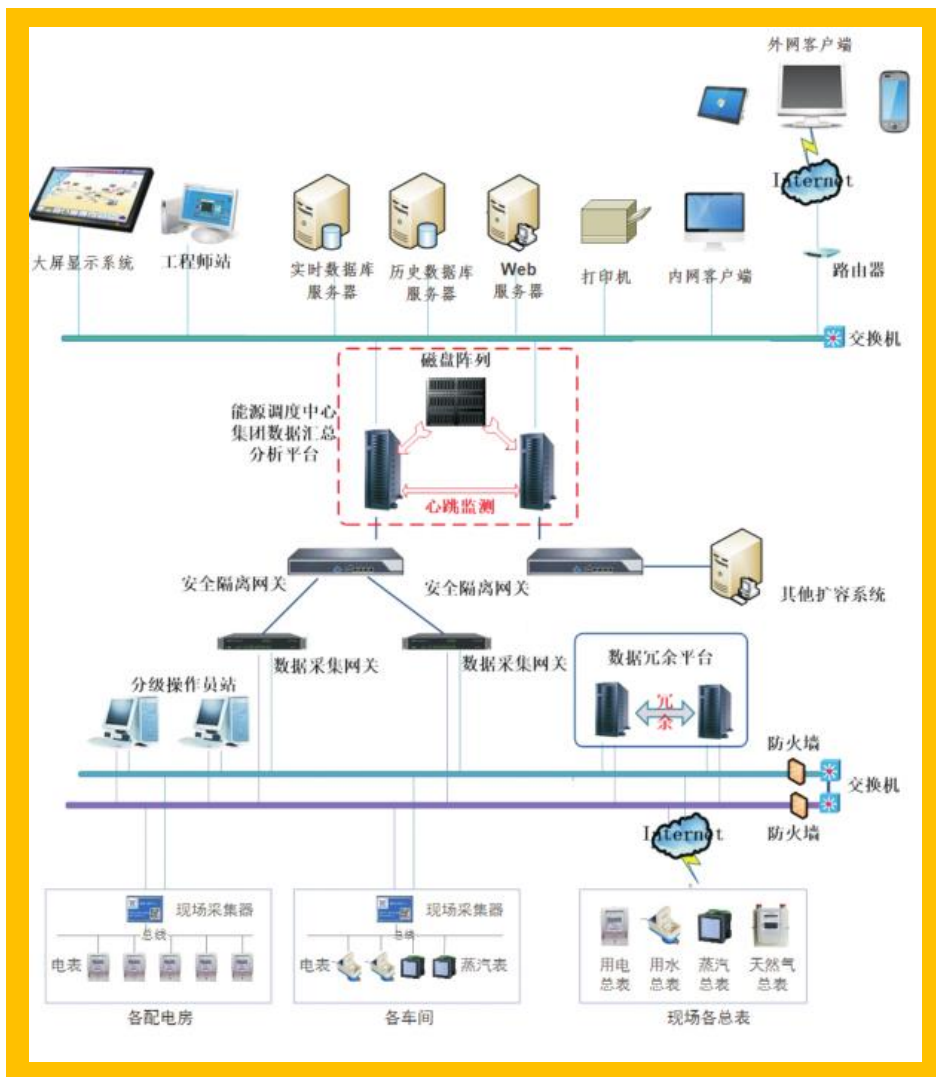 外网客户端
Internet
大屏显示系统
工程师站
实时数据库
服务器
历史数据库
服务器
Web
服务器
打印机
内网客户端
路由器
交换机
磁盘阵列
能源调度中心
集团数据汇总
分析平台
心跳监测
安全隔离网关
安全隔离网关
其他扩容系统
数据采集网关
数据采集网关
数据冗余平台
冗
余
分级操作员站
防火墙
交换机
防火墙
Internet
现场采集器
总线
电表
各配电房
现场采集器
总线
电表
蒸汽表
各车间
用电
总表
用水
总表
蒸汽
总表
天然气
总表
现场各总表